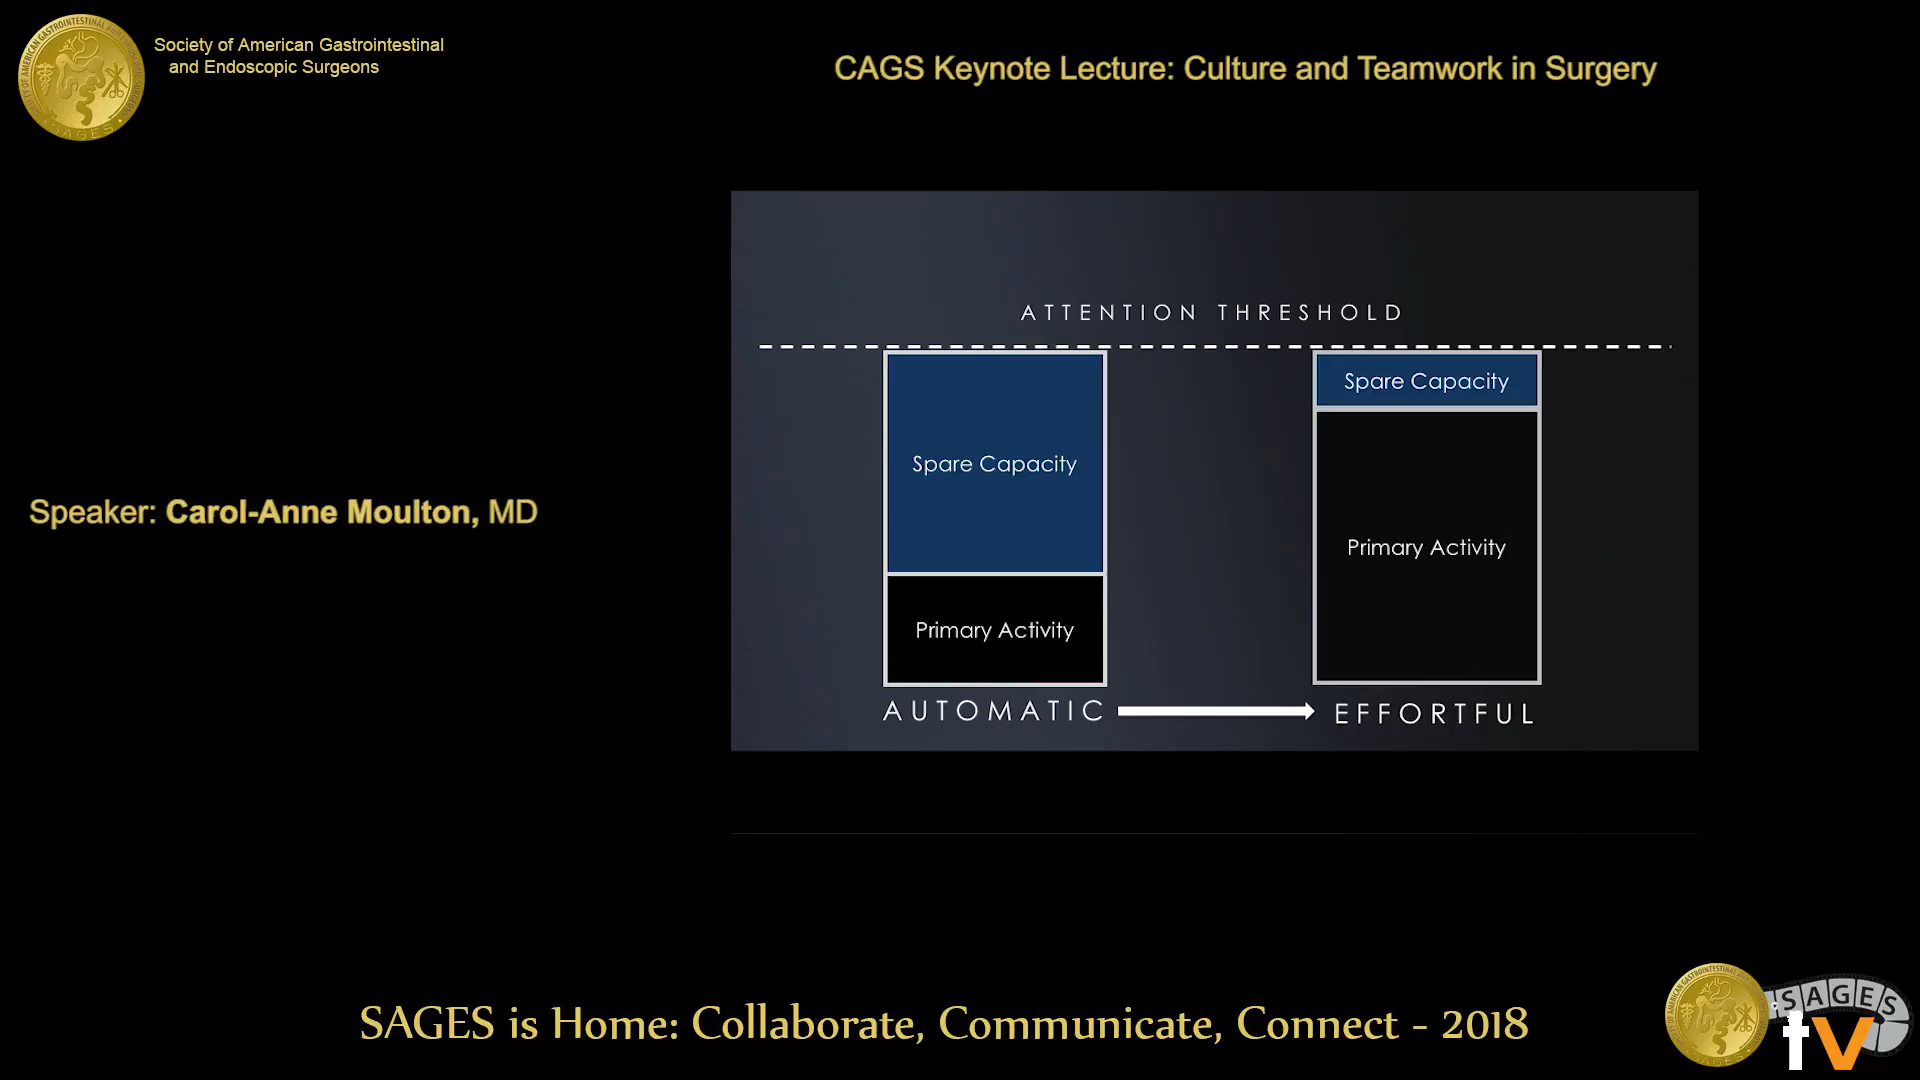 Society of American Gastrointestinal
and Endoscopic Surgeons
CAGS Keynote Lecture: Culture and Teamwork in Surgery
ATTENTION THRESHOLD
Spare Capacity
Primary Activity
AUTOMATIC
Spare Capacity
Primary Activity
EFFORTFUL
Speaker: Carol-Anne Moulton, MD
SAGES is Home: Collaborate, Communicate, Connect - 2018
SAGES
tv